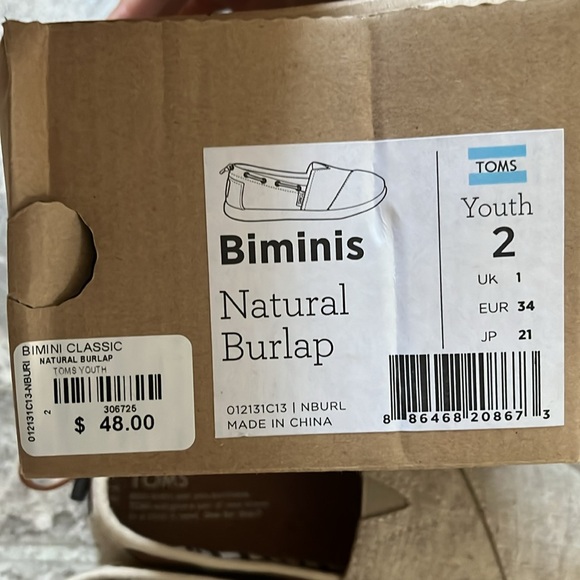 TOMS
Youth
2
UK 1
EUR 34
JP 21
Biminis
Natural
Burlap
012131C13 | NBURL
MADE IN CHINA
8 86468 20867 3
BIMINI CLASSIC
NATURAL BURLAP
TOMS YOUTH
306725
$ 48.00
012131C13-NBURL
2
TOMS